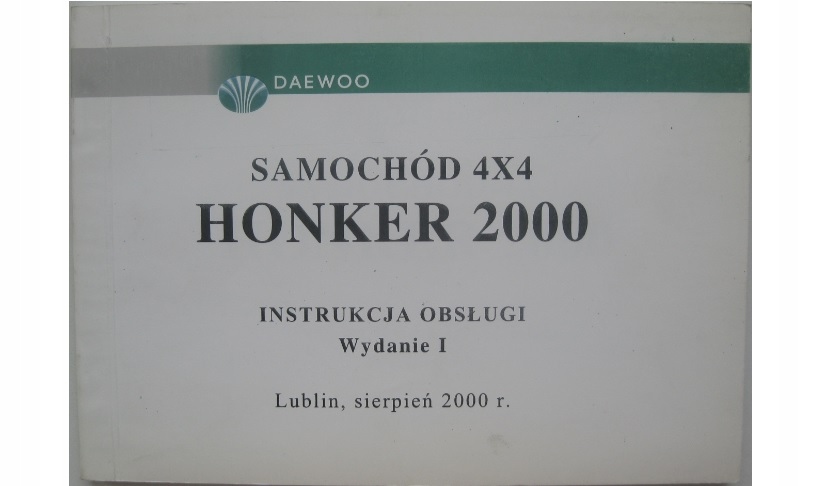 DAEWOO
SAMOCHÓD 4X4
HONKER 2000
INSTRUKCJA OBSŁUGI
Wydanie I
Lublin, sierpień 2000 r.